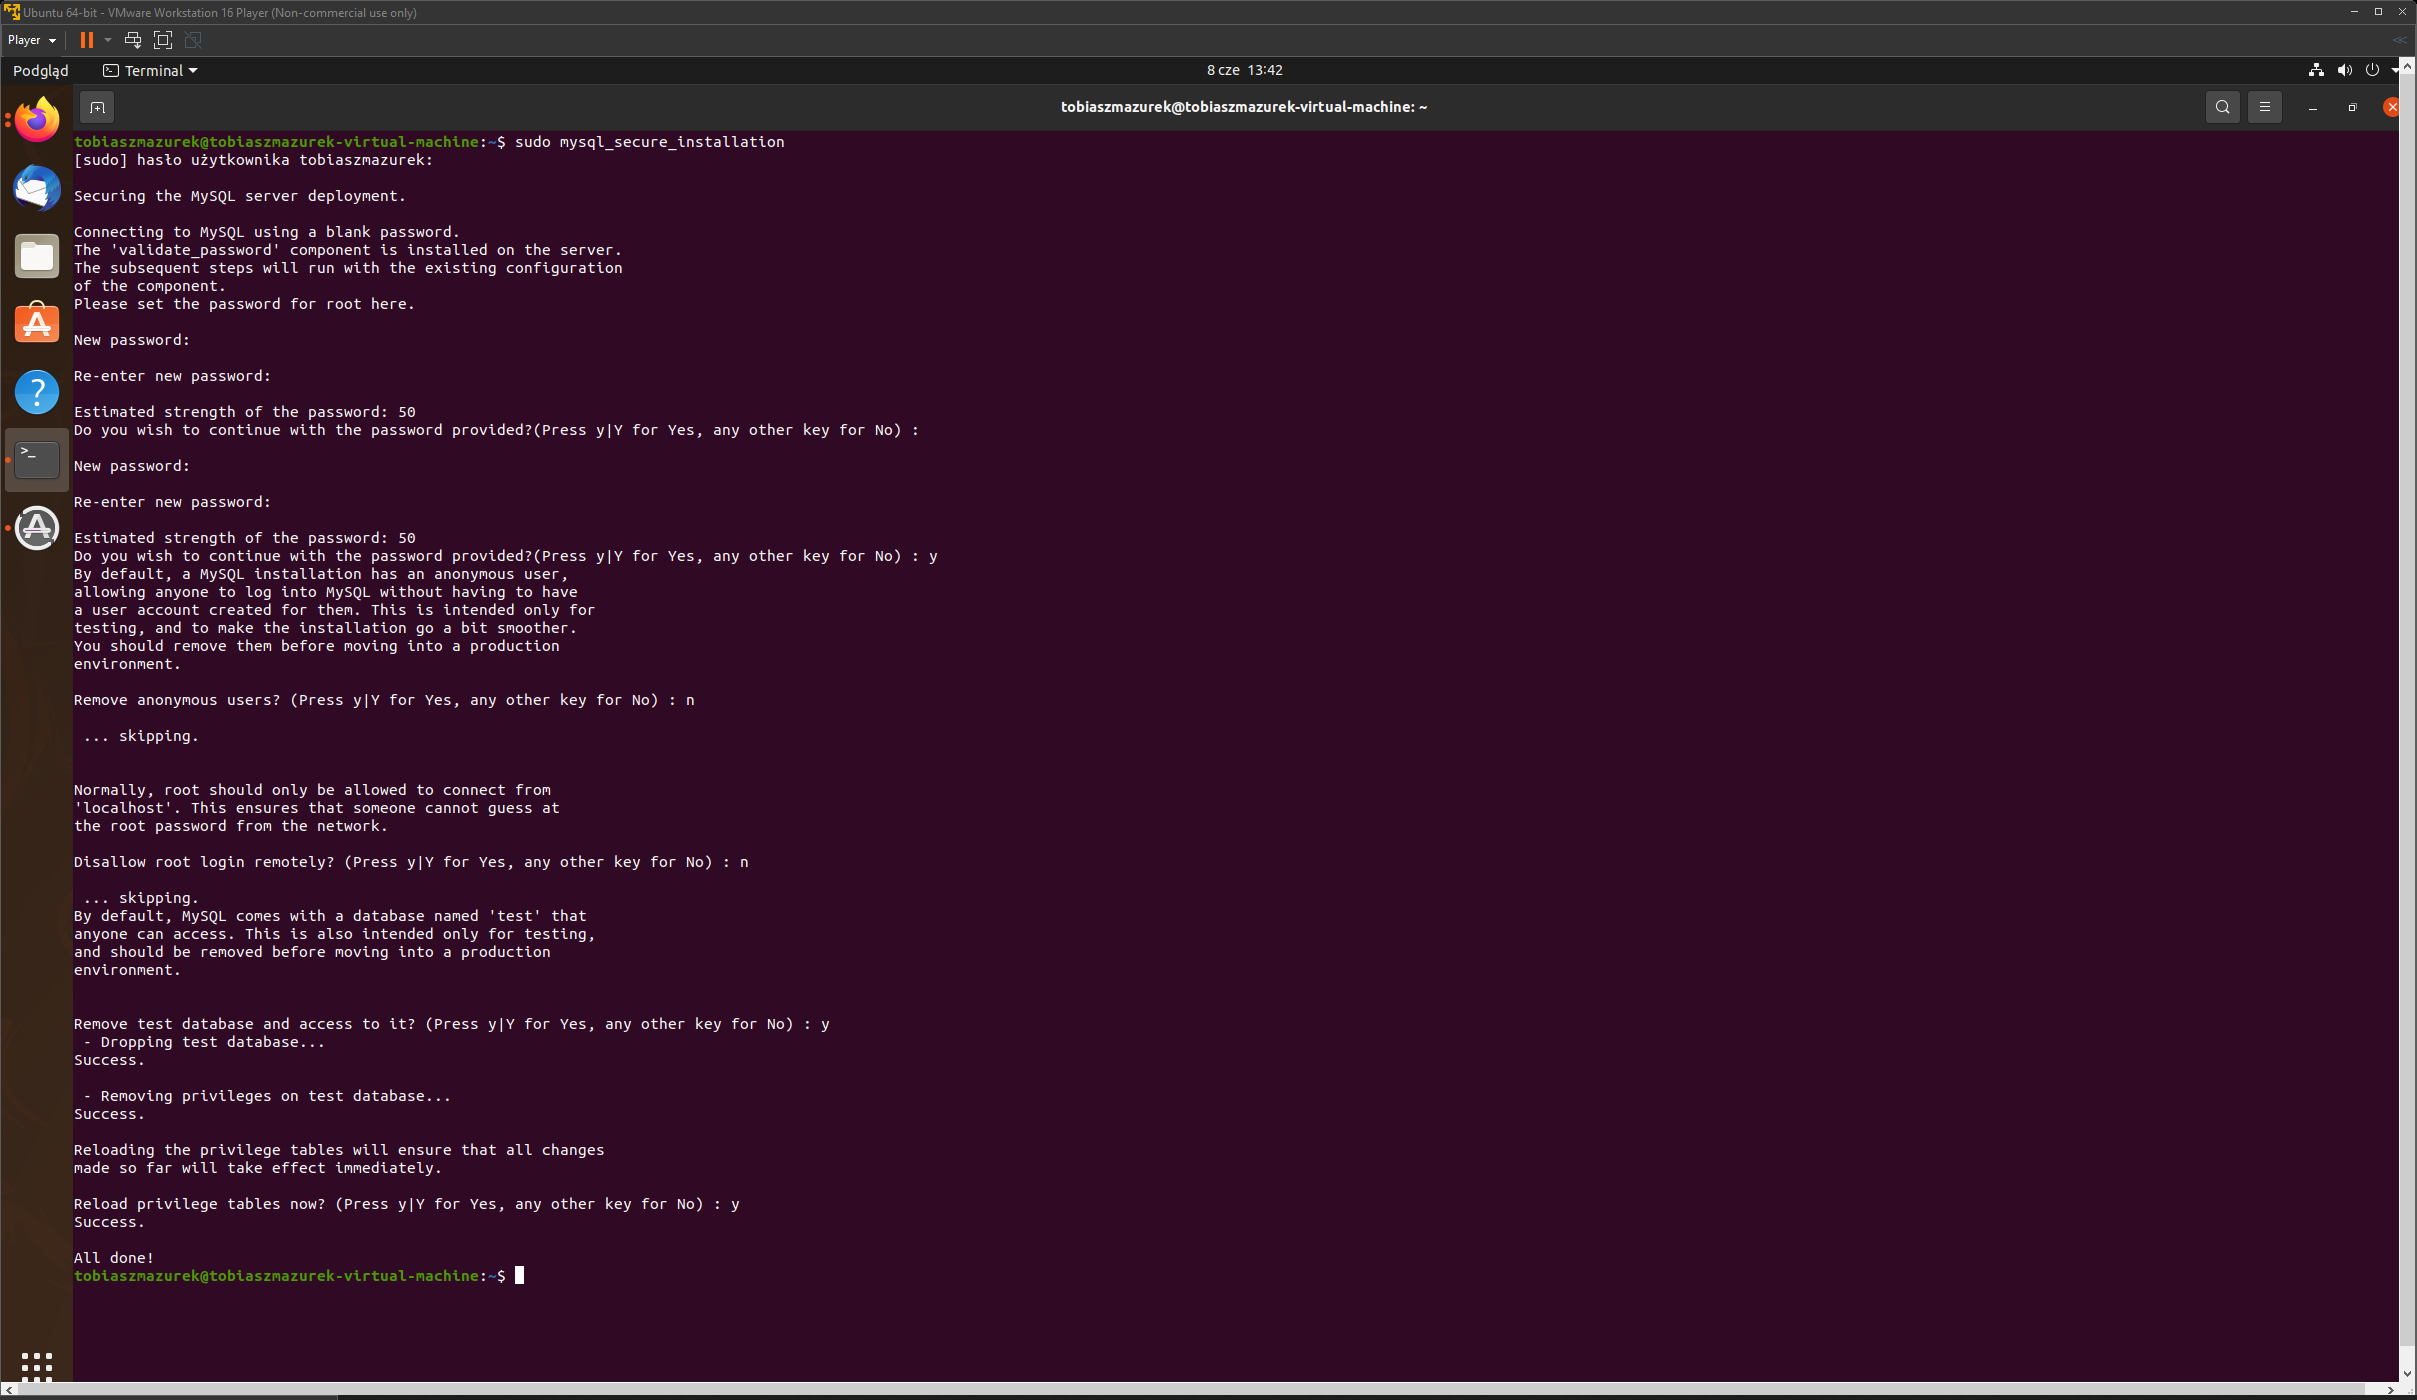 Ubuntu 64-bit - VMware Workstation 16 Player (Non-commercial use only)
Player
Podgląd
Terminal
8 cze 13:42
tobiaszmazurek@tobiaszmazurek-virtual-machine: ~
tobiaszmazurek@tobiaszmazurek-virtual-machine:~$ sudo mysql_secure_installation
[sudo] hasło użytkownika tobiaszmazurek:
Securing the MySQL server deployment.
Connecting to MySQL using a blank password.
The 'validate_password' component is installed on the server.
The subsequent steps will run with the existing configuration
of the component.
Please set the password for root here.
New password:
Re-enter new password:
Estimated strength of the password: 50
Do you wish to continue with the password provided?(Press y|Y for Yes, any other key for No) :
New password:
Re-enter new password:
Estimated strength of the password: 50
Do you wish to continue with the password provided?(Press y|Y for Yes, any other key for No) : y
By default, a MySQL installation has an anonymous user,
allowing anyone to log into MySQL without having to have
a user account created for them. This is intended only for
testing, and to make the installation go a bit smoother.
You should remove them before moving into a production
environment.
Remove anonymous users? (Press y|Y for Yes, any other key for No) : n
 ... skipping.
Normally, root should only be allowed to connect from
'localhost'. This ensures that someone cannot guess at
the root password from the network.
Disallow root login remotely? (Press y|Y for Yes, any other key for No) : n
 ... skipping.
By default, MySQL comes with a database named 'test' that
anyone can access. This is also intended only for testing,
and should be removed before moving into a production
environment.
Remove test database and access to it? (Press y|Y for Yes, any other key for No) : y
 - Dropping test database...
Success.
 - Removing privileges on test database...
Success.
Reloading the privilege tables will ensure that all changes
made so far will take effect immediately.
Reload privilege tables now? (Press y|Y for Yes, any other key for No) : y
Success.
All done!
tobiaszmazurek@tobiaszmazurek-virtual-machine:~$